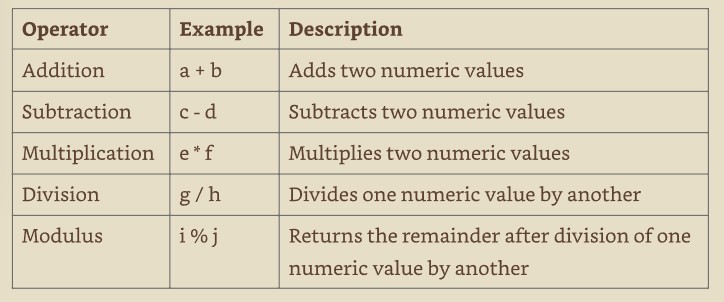 Operator Example Description
Addition a + b Adds two numeric values
Subtraction c - d Subtracts two numeric values
Multiplication e * f Multiplies two numeric values
Division g / h Divides one numeric value by another
Modulus i % j Returns the remainder after division of one
numeric value by another